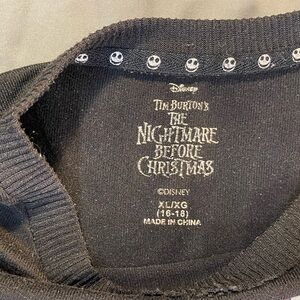 Disney
TIM BURTON'S
THE
NIGHTMARE
BEFORE
CHRISTMAS
©DISNEY
XL/XG
(16-18)
MADE IN CHINA